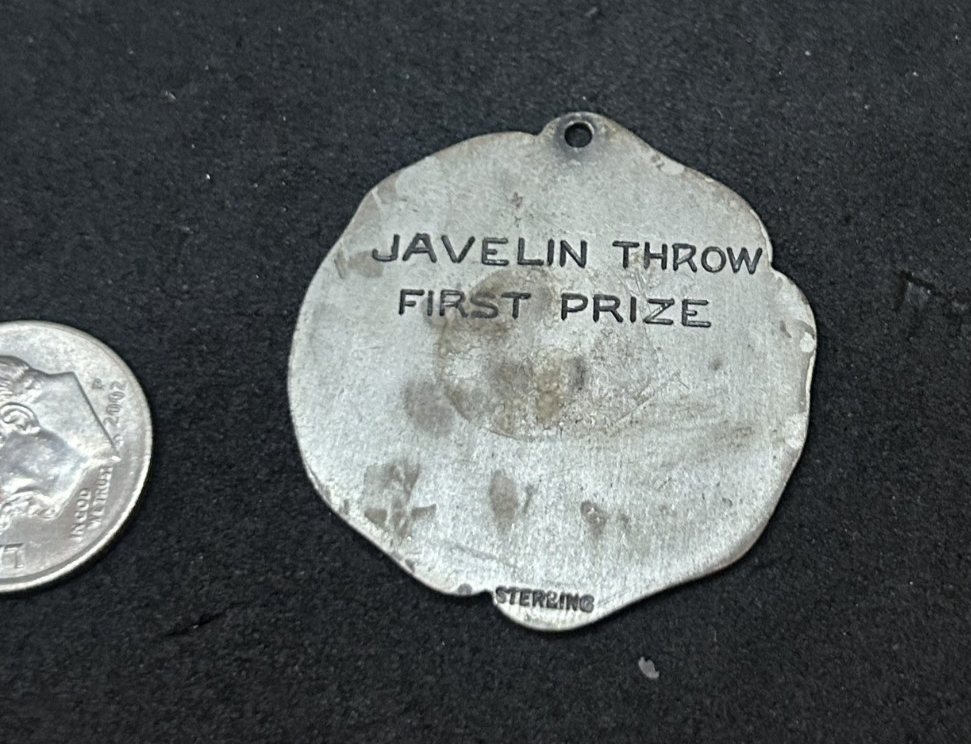 JAVELIN THROW
FIRST PRIZE
STERLING
P
2002
IN GOD
WE TRUST